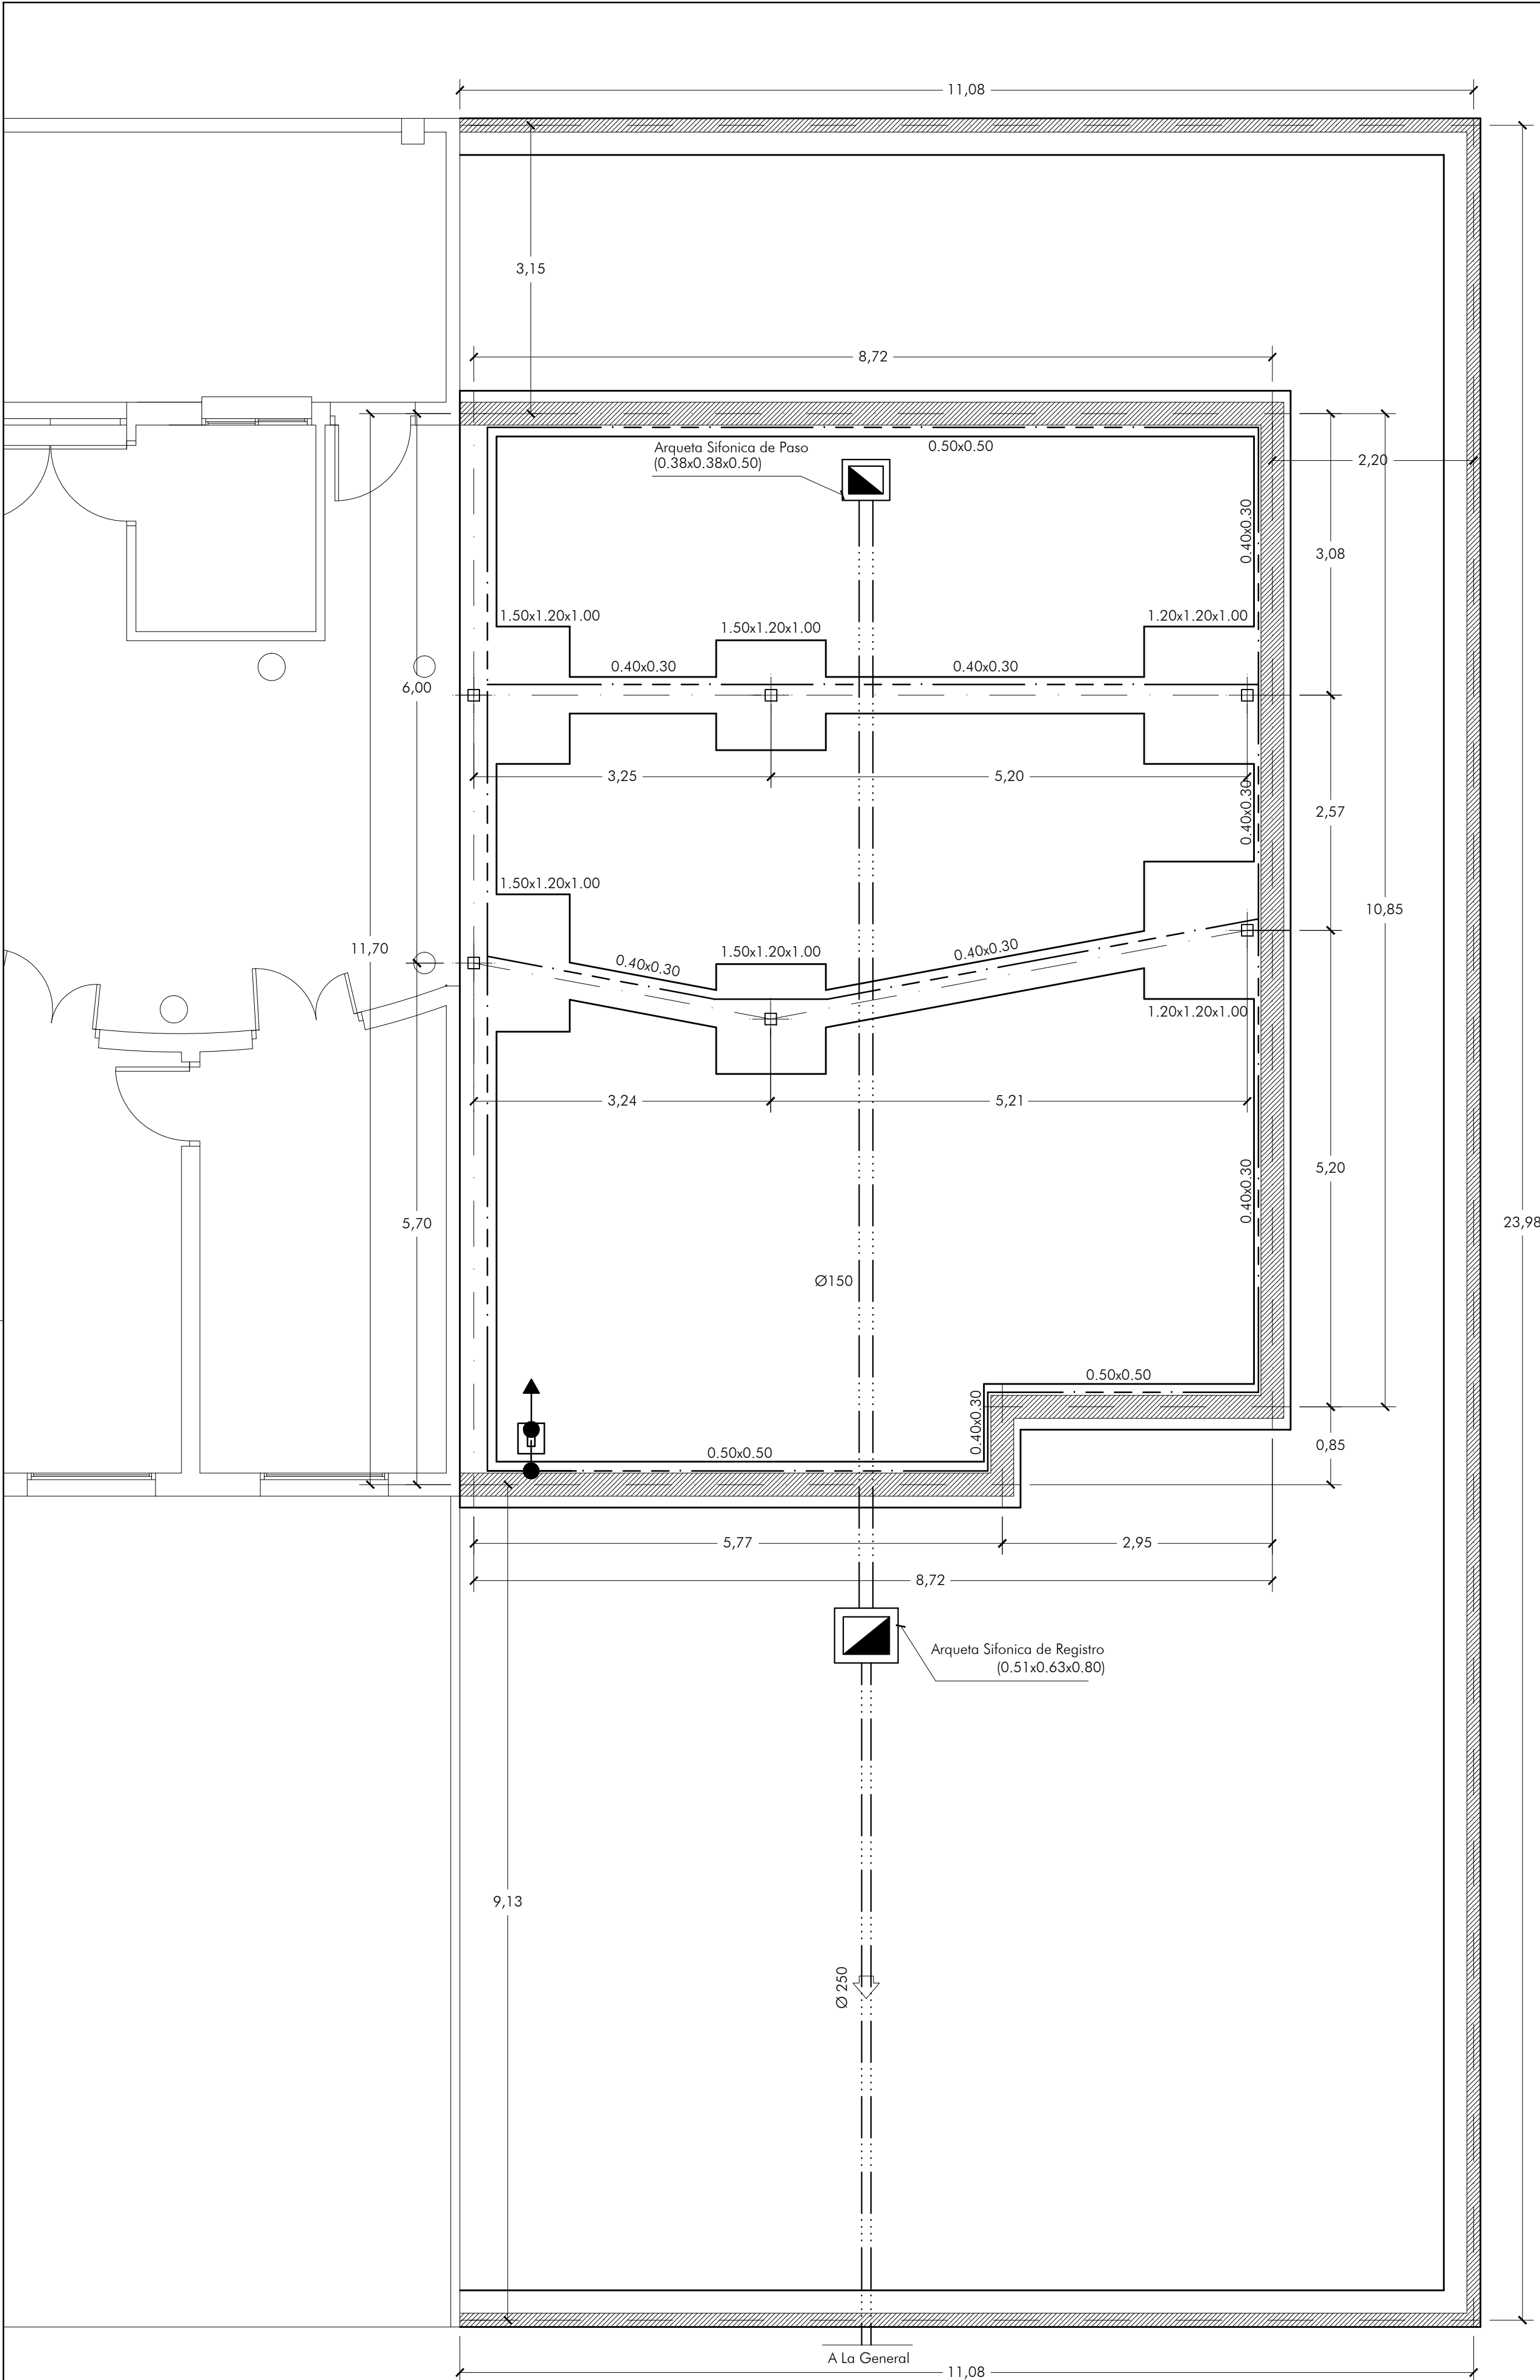 11,08
3,15
8,72
Arqueta Sifonica de Paso
(0.38x0.38x0.50)
0.50x0.50
2,20
0.40x0.30
3,08
1.50x1.20x1.00
1.50x1.20x1.00
1.20x1.20x1.00
0.40x0.30
0.40x0.30
6,00
3,25
5,20
0.40x0.30
2,57
1.50x1.20x1.00
10,85
11,70
1.50x1.20x1.00
0.40x0.30
0.40x0.30
1.20x1.20x1.00
3,24
5,21
5,20
0.40x0.30
5,70
23,98
Ø150
0.50x0.50
0.40x0.30
0.50x0.50
0,85
5,77
2,95
8,72
Arqueta Sifonica de Registro
(0.51x0.63x0.80)
9,13
Ø 250
A La General
11,08